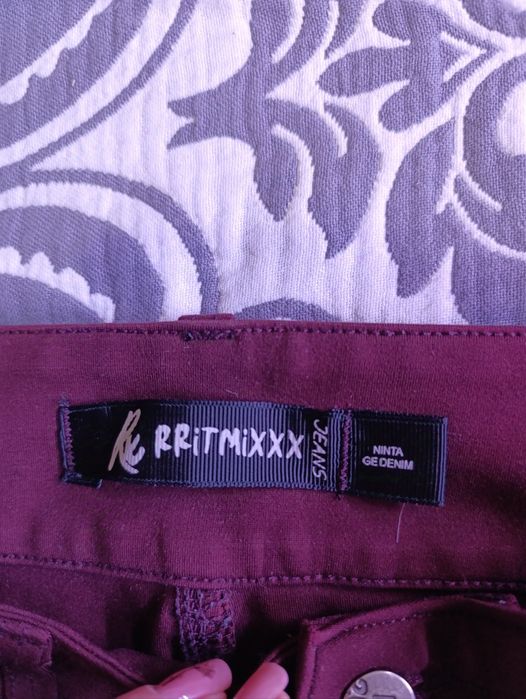 RRiTMiXXX
JEANS
NINTA
GE DENIM